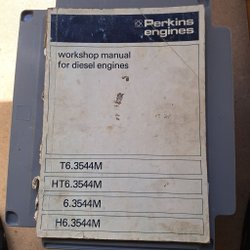 Perkins
engines
workshop manual
for diesel engines
T6.3544M
HT6.3544M
6.3544M
H6.3544M